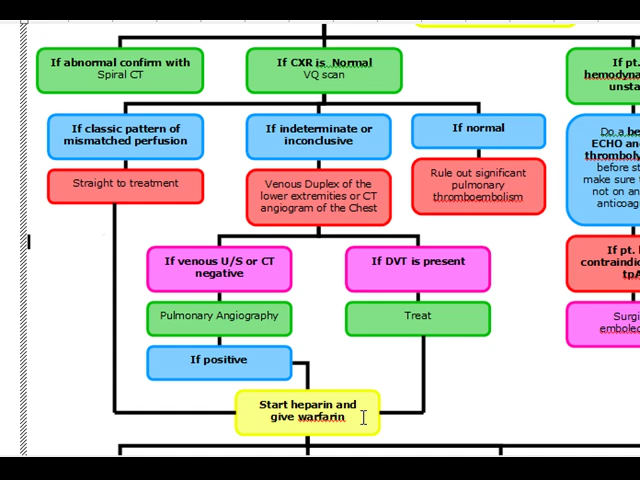 If abnormal confirm with
Spiral CT
If CXR is Normal
VQ scan
If pt.
hemodyna
unsta
If classic pattern of
mismatched perfusion
If indeterminate or
inconclusive
If normal
Do a be
ECHO an
thromboly
before st
make sure t
not on an
anticoag
Straight to treatment
Venous Duplex of the
lower extremities or CT
angiogram of the Chest
Rule out significant
pulmonary
thromboembolism
If venous U/S or CT
negative
If DVT is present
If pt. h
contraindic
tpA
Pulmonary Angiography
Treat
Surgi
embolec
If positive
Start heparin and
give warfarin